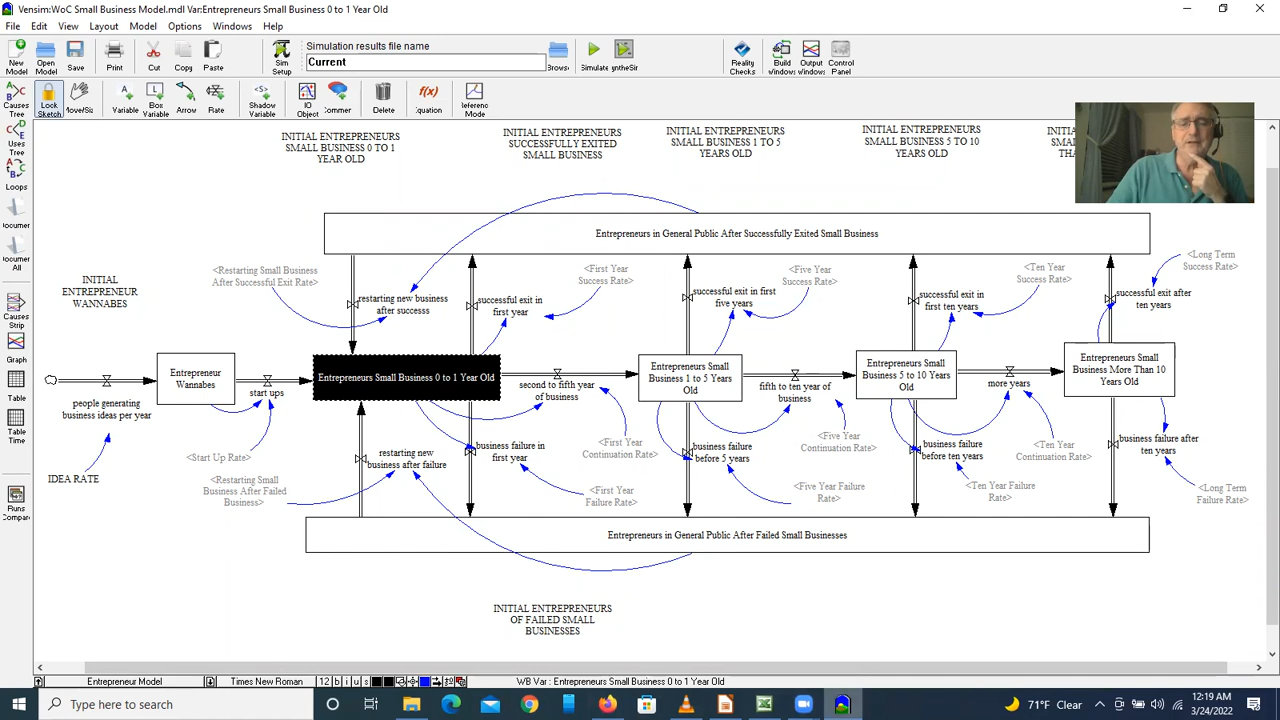 Vensim:WoC Small Business Model.mdl Var:Entrepreneurs Small Business 0 to 1 Year Old
File Edit View Layout Model Options Windows Help
New Model
Open Model
Save
Print
Cut
Copy
Paste
Sim Setup
Simulation results file name
Current
Simulate
Reality Checks
Build
Output
Control Panel
Causes Tree
Lock Sketch
Variable
Box Variable
Arrow
Rate
Shadow Variable
IO Object
Delete
Mode
Uses Tree
Loops
All
Causes Strip
Graph
Table
Table Time
Runs
INITIAL ENTREPRENEURS
SMALL BUSINESS 0 TO 1
YEAR OLD
INITIAL ENTREPRENEURS
SUCCESSFULLY EXITED
SMALL BUSINESS
INITIAL ENTREPRENEURS
SMALL BUSINESS 1 TO 5
YEARS OLD
INITIAL ENTREPRENEURS
SMALL BUSINESS 5 TO 10
YEARS OLD
Entrepreneurs in General Public After Successfully Exited Small Business
INITIAL
ENTREPRENEUR
WANNABES
<Restarting Small Business
After Successful Exit Rate>
restarting new business
after succcess
successful exit in
first year
<First Year
Success Rate>
successful exit in first
five years
<Five Year
Success Rate>
successful exit in
first ten years
<Ten Year
Success Rate>
successful exit after
ten years
<Long Term
Success Rate>
people generating
business ideas per year
IDEA RATE
Entrepreneur
Wannabes
start ups
<Start Up Rate>
Entrepreneurs Small Business 0 to 1 Year Old
second to fifth year
of business
<First Year
Continuation Rate>
Entrepreneurs Small
Business 1 to 5 Years
Old
fifth to ten year of
business
<Five Year
Continuation Rate>
Entrepreneurs Small
Business 5 to 10 Years
Old
more years
<Ten Year
Continuation Rate>
Entrepreneurs Small
Business More Than 10
Years Old
<Restarting Small
Business After Failed
Business>
restarting new
business after failure
business failure in
first year
<First Year
Failure Rate>
business failure
before 5 years
<Five Year Failure
Rate>
business failure
before ten years
<Ten Year Failure
Rate>
business failure after
ten years
<Long Term
Failure Rate>
Entrepreneurs in General Public After Failed Small Businesses
INITIAL ENTREPRENEURS
OF FAILED SMALL
BUSINESSES
Entrepreneur Model
Times New Roman
12 b i u s
WB Var : Entrepreneurs Small Business 0 to 1 Year Old
Type here to search
71°F Clear
12:19 AM
3/24/2022